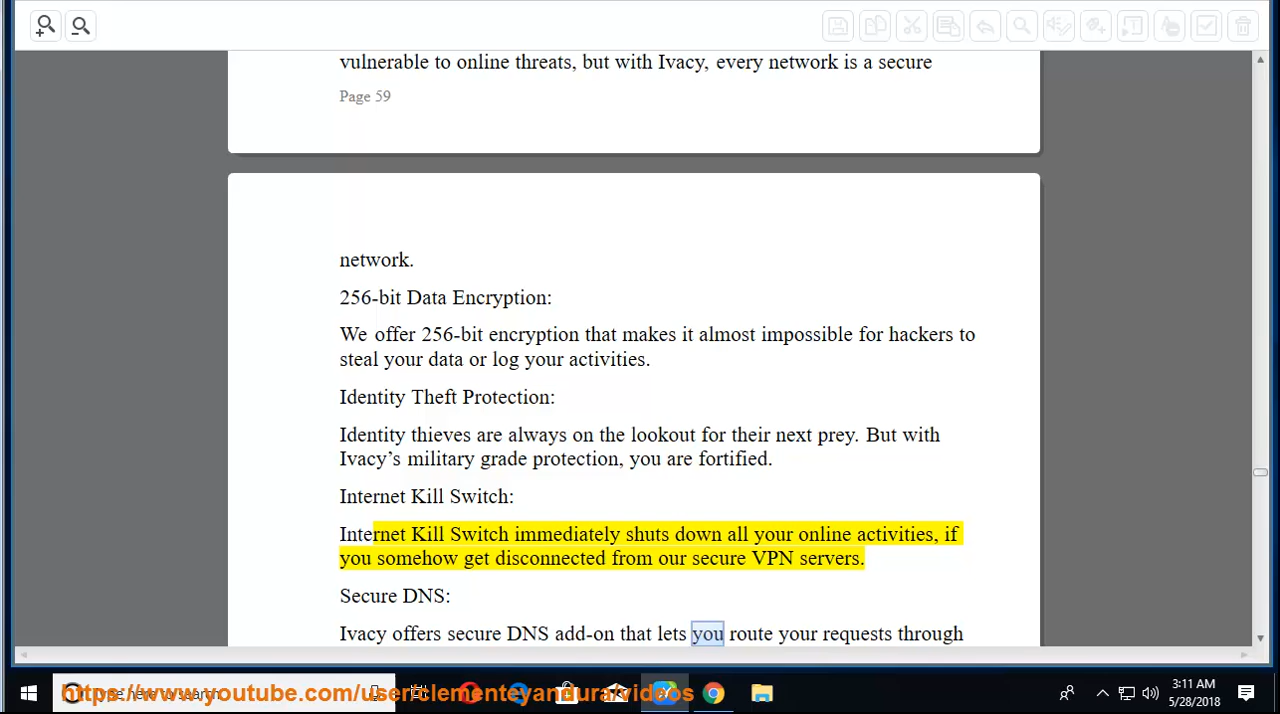 vulnerable to online threats, but with Ivacy, every network is a secure
Page 59
network.
256-bit Data Encryption:
We offer 256-bit encryption that makes it almost impossible for hackers to
steal your data or log your activities.
Identity Theft Protection:
Identity thieves are always on the lookout for their next prey. But with
Ivacy’s military grade protection, you are fortified.
Internet Kill Switch:
Internet Kill Switch immediately shuts down all your online activities, if
you somehow get disconnected from our secure VPN servers.
Secure DNS:
Ivacy offers secure DNS add-on that lets you route your requests through
Type here to search
https://www.youtube.com/user/clementeyandura/videos
3:11 AM
5/28/2018